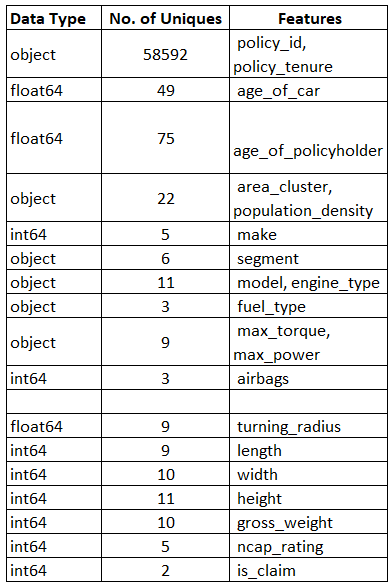 Data Type No. of Uniques Features
object 58592 policy_id,
policy_tenure
float64 49 age_of_car
float64 75 age_of_policyholder
object 22 area_cluster,
population_density
int64 5 make
object 6 segment
object 11 model, engine_type
object 3 fuel_type
object 9 max_torque,
max_power
int64 3 airbags
float64 9 turning_radius
int64 9 length
int64 10 width
int64 11 height
int64 10 gross_weight
int64 5 ncap_rating
int64 2 is_claim